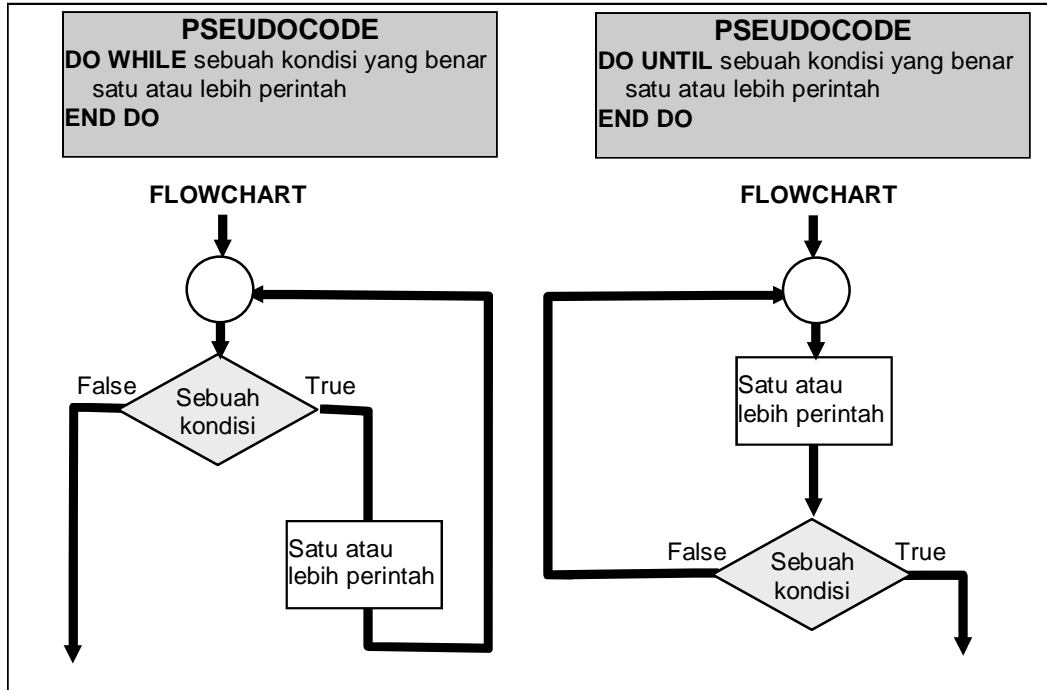 PSEUDOCODE
DO WHILE sebuah kondisi yang benar
satu atau lebih perintah
END DO
FLOWCHART
False
True
Sebuah
kondisi
Satu atau
lebih perintah
PSEUDOCODE
DO UNTIL sebuah kondisi yang benar
satu atau lebih perintah
END DO
FLOWCHART
Satu atau
lebih perintah
False
True
Sebuah
kondisi